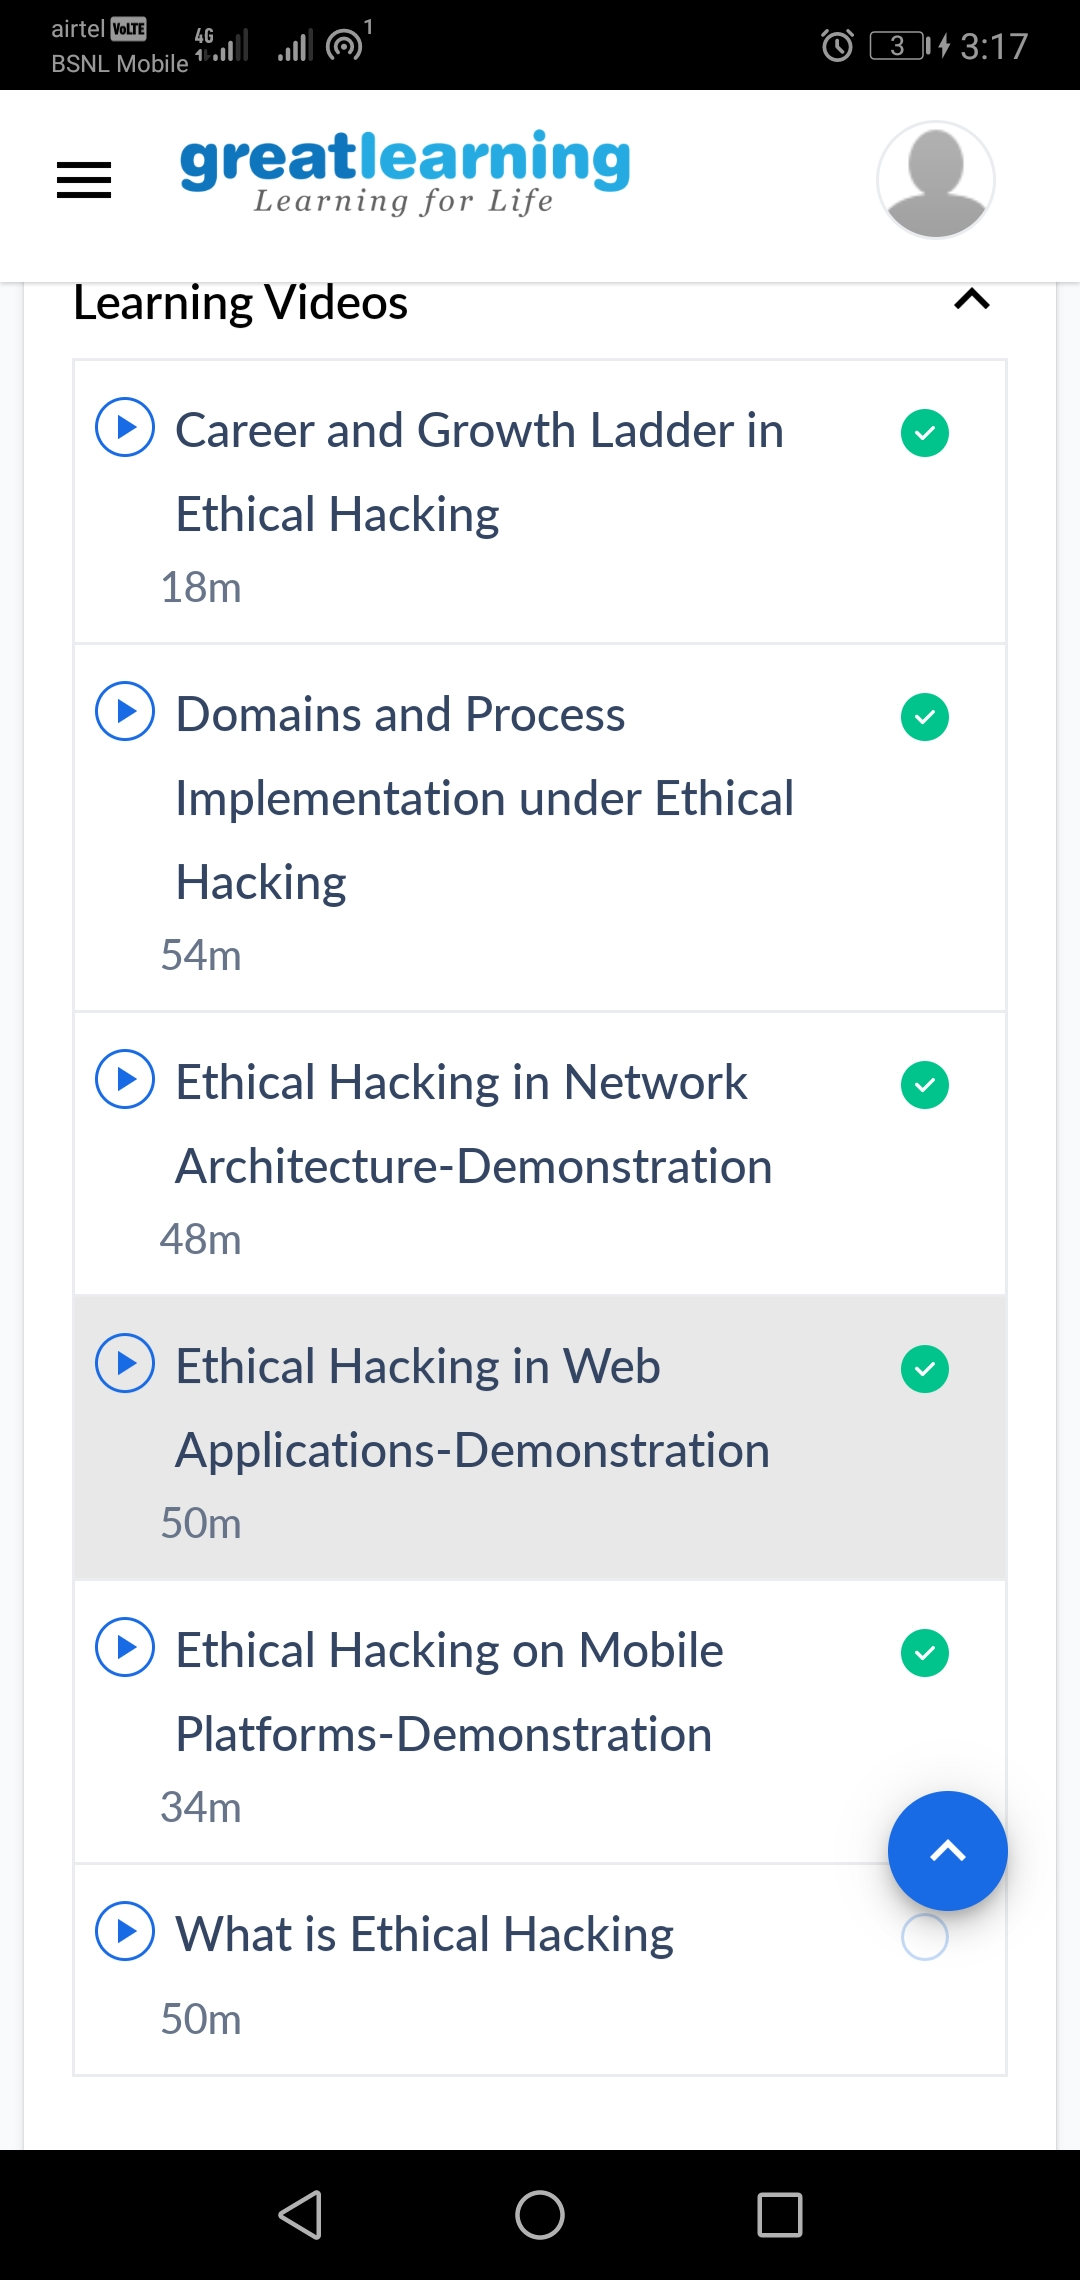 airtel VoLTE
BSNL Mobile
4G
1
3
3:17
greatlearning
Learning for Life
Learning Videos
Career and Growth Ladder in
Ethical Hacking
18m
Domains and Process
Implementation under Ethical
Hacking
54m
Ethical Hacking in Network
Architecture-Demonstration
48m
Ethical Hacking in Web
Applications-Demonstration
50m
Ethical Hacking on Mobile
Platforms-Demonstration
34m
What is Ethical Hacking
50m